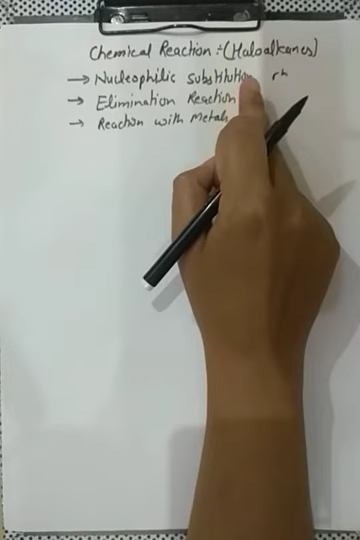 Chemical Reaction :- (Haloalkanes)
→ Nucleophilic substitution rn
→ Elimination Reaction
→ Reaction with Metals